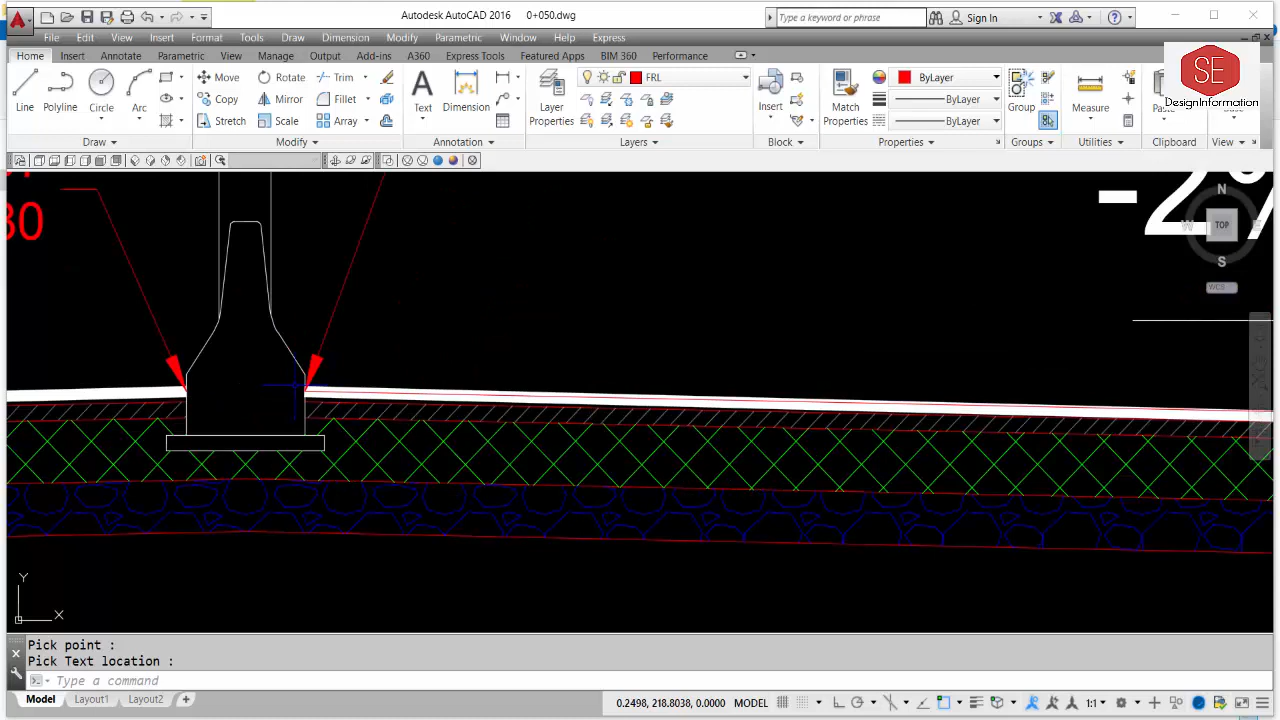 Autodesk AutoCAD 2016 0+050.dwg
Type a keyword or phrase
Sign In
File Edit View Insert Format Tools Draw Dimension Modify Parametric Window Help Express
Home Insert Annotate Parametric View Manage Output Add-ins A360 Express Tools Featured Apps BIM 360 Performance
Line
Polyline
Circle
Arc
Move
Copy
Stretch
Rotate
Mirror
Scale
Trim
Fillet
Array
Text
Dimension
Layer
Properties
FRL
Insert
Match
Properties
ByLayer
ByLayer
ByLayer
Group
Measure
Paste
SE
DesignInformation
Draw
Modify
Annotation
Layers
Block
Properties
Groups
Utilities
Clipboard
View
30
-2%
N
W TOP E
S
WCS
Y
X
Pick point :
Pick Text location :
Type a command
Model Layout1 Layout2 +
0.2498, 218.8038, 0.0000 MODEL
1:1